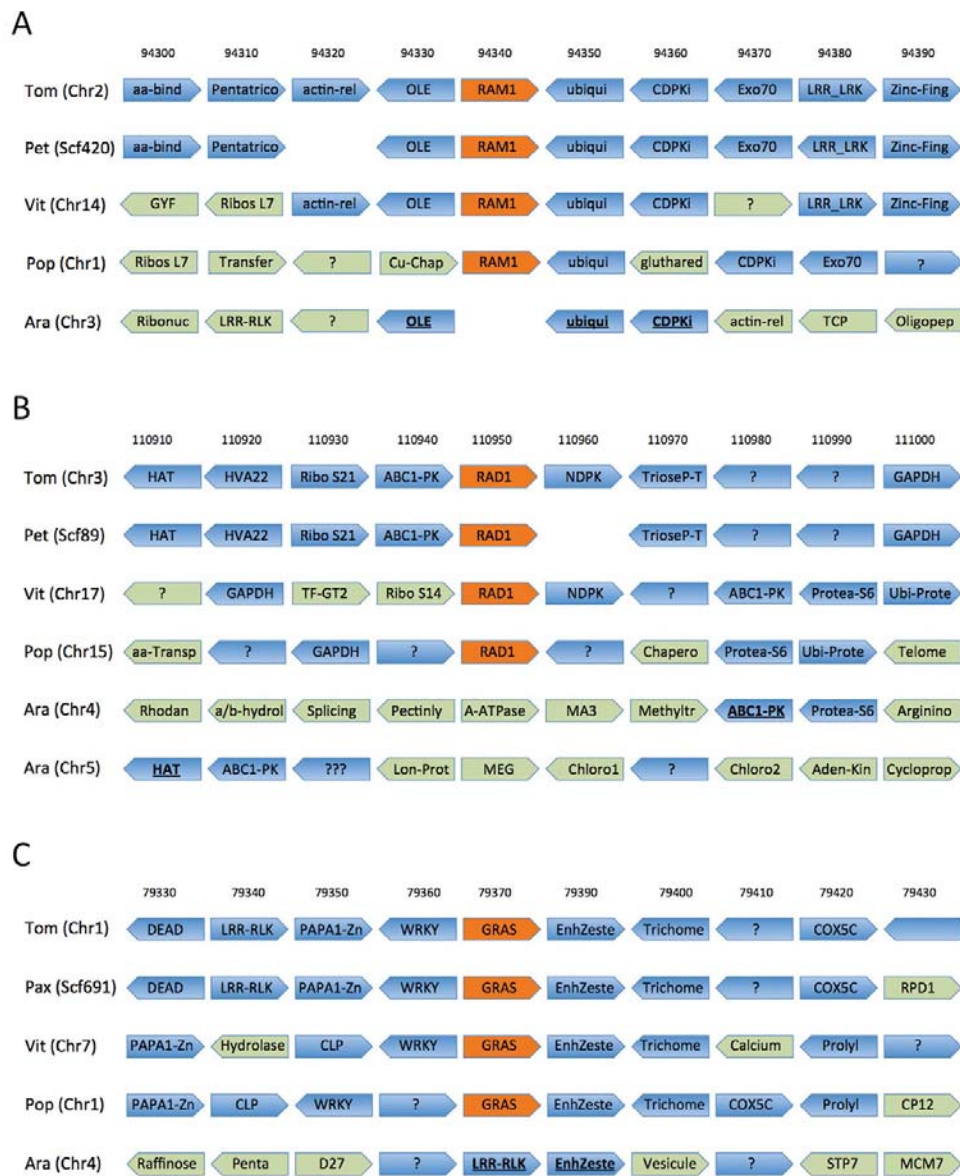 A
94300 94310 94320 94330 94340 94350 94360 94370 94380 94390
Tom (Chr2) aa-bind Pentatrico actin-rel OLE RAM1 ubiqui CDPKi Exo70 LRR_LRK Zinc-Fing
Pet (Scf420) aa-bind Pentatrico OLE RAM1 ubiqui CDPKi Exo70 LRR_LRK Zinc-Fing
Vit (Chr14) GYF Ribos L7 actin-rel OLE RAM1 ubiqui CDPKi ? LRR_LRK Zinc-Fing
Pop (Chr1) Ribos L7 Transfer ? Cu-Chap RAM1 ubiqui gluthared CDPKi Exo70 ?
Ara (Chr3) Ribonuc LRR-RLK ? OLE ubiqui CDPKi actin-rel TCP Oligopep
B
110910 110920 110930 110940 110950 110960 110970 110980 110990 111000
Tom (Chr3) HAT HVA22 Ribo S21 ABC1-PK RAD1 NDPK TrioseP-T ? ? GAPDH
Pet (Scf89) HAT HVA22 Ribo S21 ABC1-PK RAD1 TrioseP-T ? ? GAPDH
Vit (Chr17) ? GAPDH TF-GT2 Ribo S14 RAD1 NDPK ? ABC1-PK Protea-S6 Ubi-Prote
Pop (Chr15) aa-Transp ? GAPDH ? RAD1 ? Chapero Protea-S6 Ubi-Prote Telome
Ara (Chr4) Rhodan a/b-hydrol Splicing Pectinly A-ATPase MA3 Methyltr ABC1-PK Protea-S6 Arginino
Ara (Chr5) HAT ABC1-PK ??? Lon-Prot MEG Chloro1 ? Chloro2 Aden-Kin Cycloprop
C
79330 79340 79350 79360 79370 79390 79400 79410 79420 79430
Tom (Chr1) DEAD LRR-RLK PAPA1-Zn WRKY GRAS EnhZeste Trichome ? COX5C
Pax (Scf691) DEAD LRR-RLK PAPA1-Zn WRKY GRAS EnhZeste Trichome ? COX5C RPD1
Vit (Chr7) PAPA1-Zn Hydrolase CLP WRKY GRAS EnhZeste Trichome Calcium Prolyl ?
Pop (Chr1) PAPA1-Zn CLP WRKY ? GRAS EnhZeste Trichome COX5C Prolyl CP12
Ara (Chr4) Raffinose Penta D27 ? LRR-RLK EnhZeste Vesicule ? STP7 MCM7